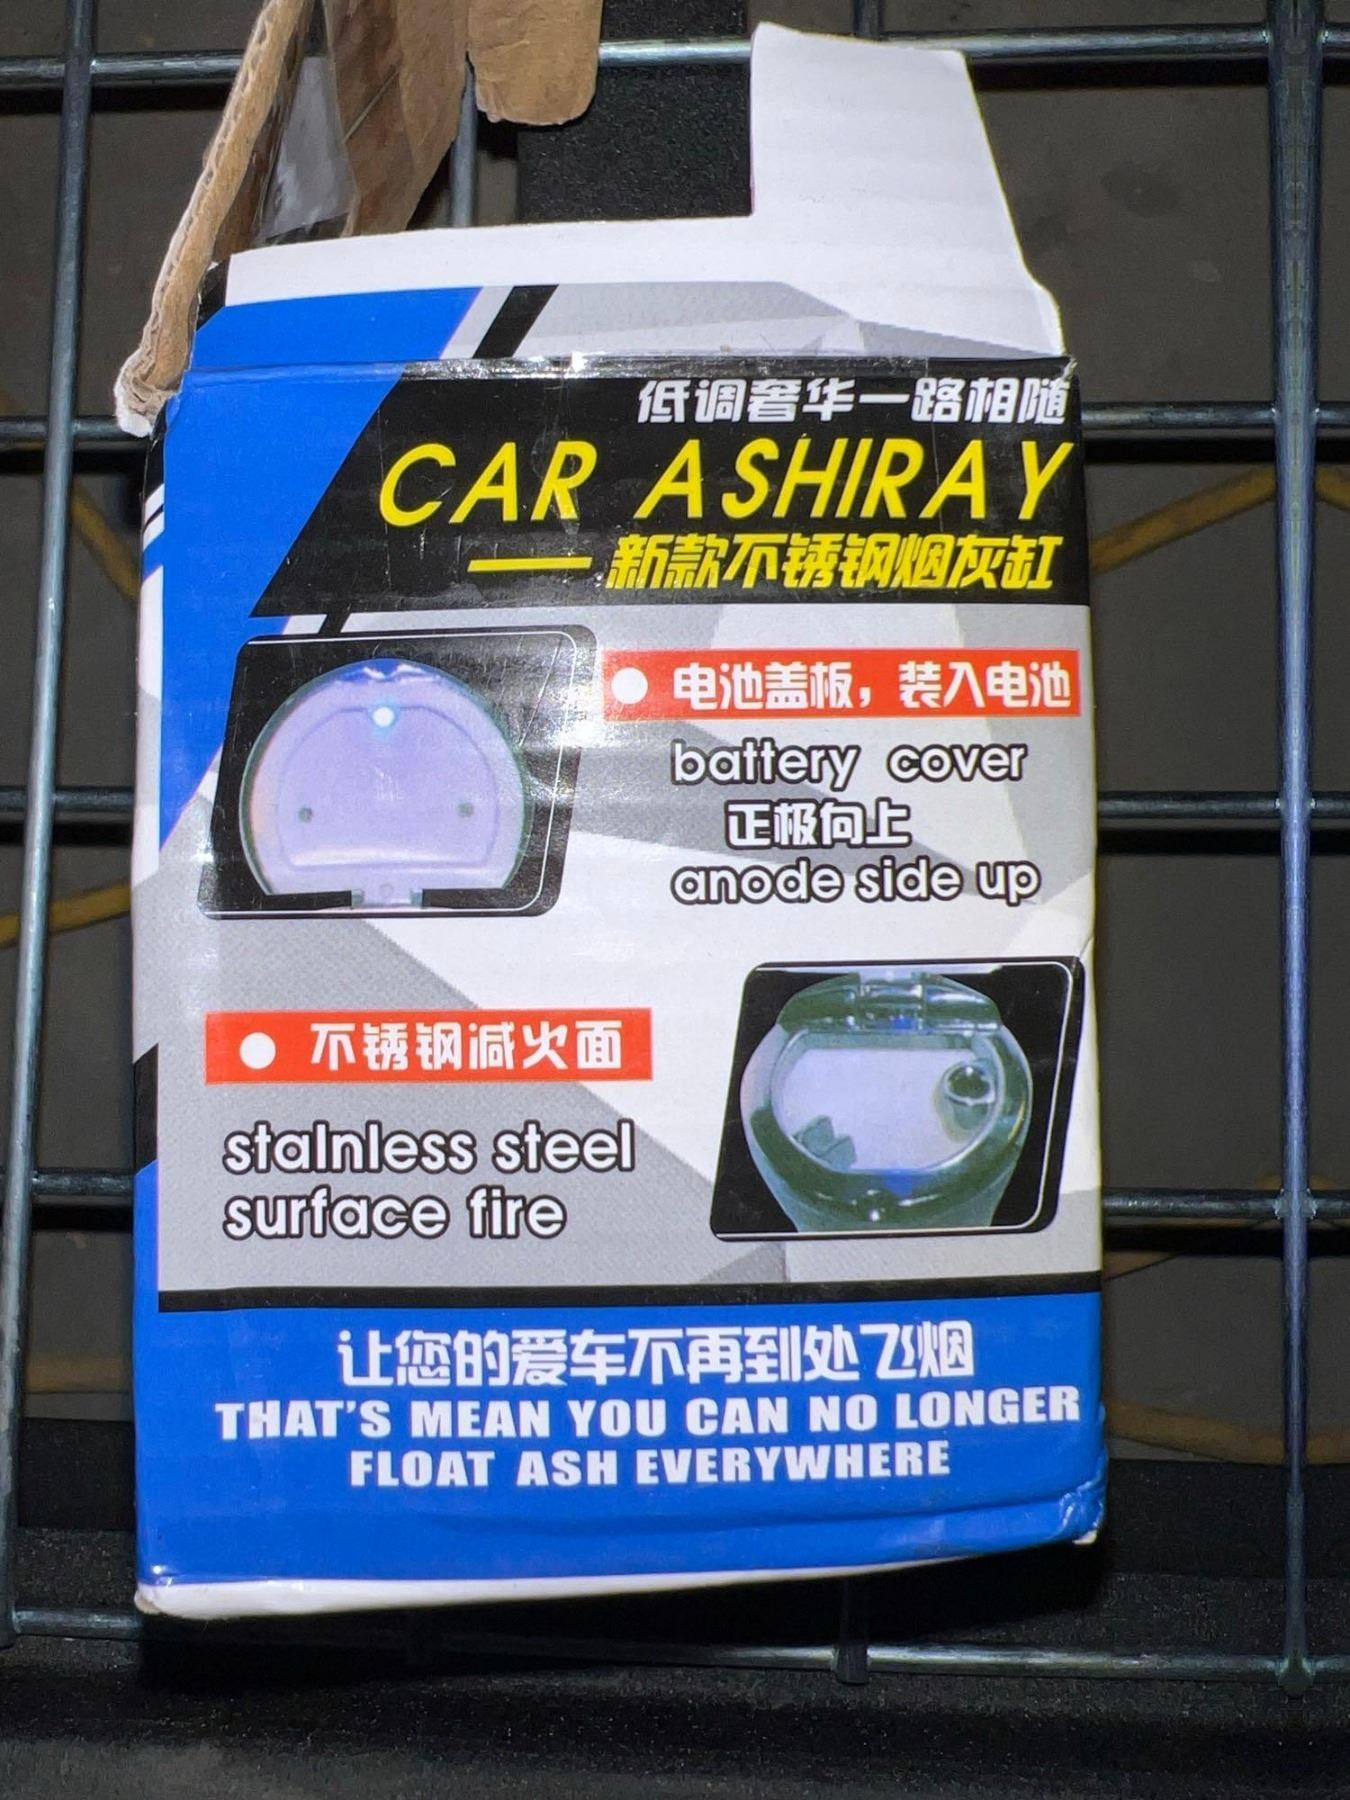 低调奢华一路相随
CAR ASHIRAY
—新款不锈钢烟灰缸
电池盖板，装入电池
battery cover
正极向上
anode side up
不锈钢减火面
stalnless steel
surface fire
让您的爱车不再到处飞烟
THAT'S MEAN YOU CAN NO LONGER
FLOAT ASH EVERYWHERE